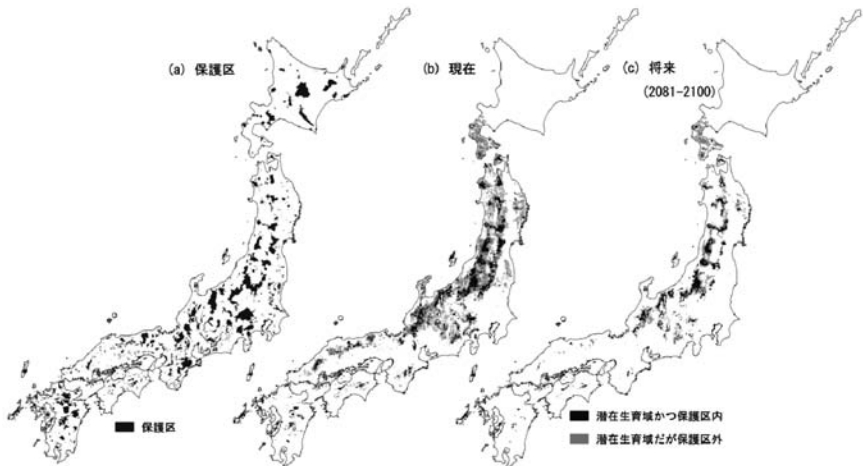 (a) 保護区
(b) 現在
(c) 将来
(2081-2100)
保護区
潜在生育域かつ保護区内
潜在生育域だが保護区外